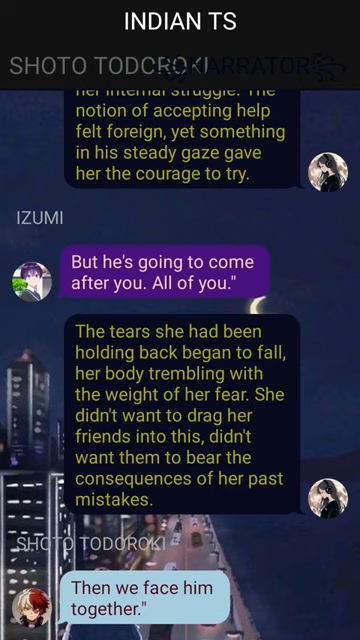 INDIAN TS
SHOTO TODOROKI
NARRATOR
her internal struggle. The
notion of accepting help
felt foreign, yet something
in his steady gaze gave
her the courage to try.
IZUMI
But he's going to come
after you. All of you."
The tears she had been
holding back began to fall,
her body trembling with
the weight of her fear. She
didn't want to drag her
friends into this, didn't
want them to bear the
consequences of her past
mistakes.
SHOTO TODOROKI
Then we face him
together."